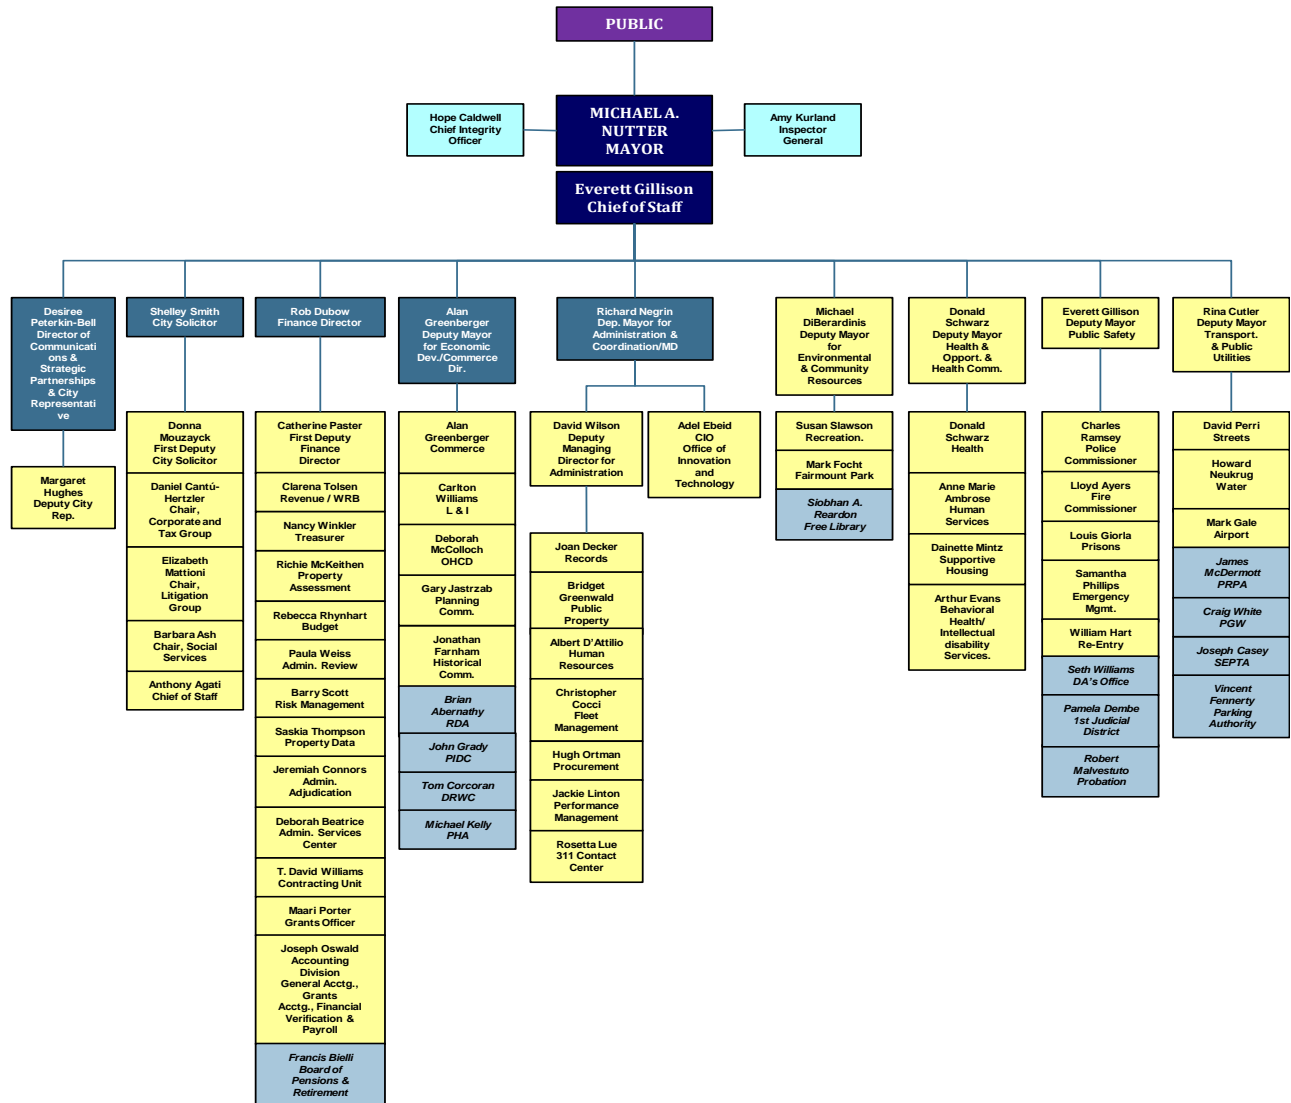 PUBLIC
Hope Caldwell
Chief Integrity
Officer
MICHAEL A.
NUTTER
MAYOR
Amy Kurland
Inspector
General
Everett Gillison
Chief of Staff
Desiree
Peterkin-Bell
Director of
Communicati
ons &
Strategic
Partnerships
& City
Representati
ve
Margaret
Hughes
Deputy City
Rep.
Shelley Smith
City Solicitor
Donna
Mouzayck
First Deputy
City Solicitor
Daniel Cantú-
Hertzler
Chair,
Corporate and
Tax Group
Elizabeth
Mattioni
Chair,
Litigation
Group
Barbara Ash
Chair, Social
Services
Anthony Agati
Chief of Staff
Rob Dubow
Finance Director
Catherine Paster
First Deputy
Finance
Director
Clarena Tolsen
Revenue / WRB
Nancy Winkler
Treasurer
Richie McKeithen
Property
Assessment
Rebecca Rhynhart
Budget
Paula Weiss
Admin. Review
Barry Scott
Risk Management
Saskia Thompson
Property Data
Jeremiah Connors
Admin.
Adjudication
Deborah Beatrice
Admin. Services
Center
T. David Williams
Contracting Unit
Maari Porter
Grants Officer
Joseph Oswald
Accounting
Division
General Acctg.,
Grants
Acctg., Financial
Verification &
Payroll
Francis Bielli
Board of
Pensions &
Retirement
Alan
Greenberger
Deputy Mayor
for Economic
Dev./Commerce
Dir.
Alan
Greenberger
Commerce
Carlton
Williams
L & I
Deborah
McColloch
OHCD
Gary Jastrzab
Planning
Comm.
Jonathan
Farnham
Historical
Comm.
Brian
Abernathy
RDA
John Grady
PIDC
Tom Corcoran
DRWC
Michael Kelly
PHA
Richard Negrin
Dep. Mayor for
Administration &
Coordination/MD
David Wilson
Deputy
Managing
Director for
Administration
Adel Ebeid
CIO
Office of
Innovation
and
Technology
Joan Decker
Records
Bridget
Greenwald
Public
Property
Albert D'Attilio
Human
Resources
Christopher
Cocci
Fleet
Management
Hugh Ortman
Procurement
Jackie Linton
Performance
Management
Rosetta Lue
311 Contact
Center
Michael
DiBerardinis
Deputy Mayor
for
Environmental
& Community
Resources
Susan Slawson
Recreation.
Mark Focht
Fairmount Park
Siobhan A.
Reardon
Free Library
Donald
Schwarz
Deputy Mayor
Health &
Opport. &
Health Comm.
Donald
Schwarz
Health
Anne Marie
Ambrose
Human
Services
Dainette Mintz
Supportive
Housing
Arthur Evans
Behavioral
Health/
Intellectual
disability
Services.
Everett Gillison
Deputy Mayor
Public Safety
Charles
Ramsey
Police
Commissioner
Lloyd Ayers
Fire
Commissioner
Louis Giorla
Prisons
Samantha
Phillips
Emergency
Mgmt.
William Hart
Re-Entry
Seth Williams
DA's Office
Pamela Dembe
1st Judicial
District
Robert
Malvestuto
Probation
Rina Cutler
Deputy Mayor
Transport.
& Public
Utilities
David Perri
Streets
Howard
Neukrug
Water
Mark Gale
Airport
James
McDermott
PRPA
Craig White
PGW
Joseph Casey
SEPTA
Vincent
Fennerty
Parking
Authority